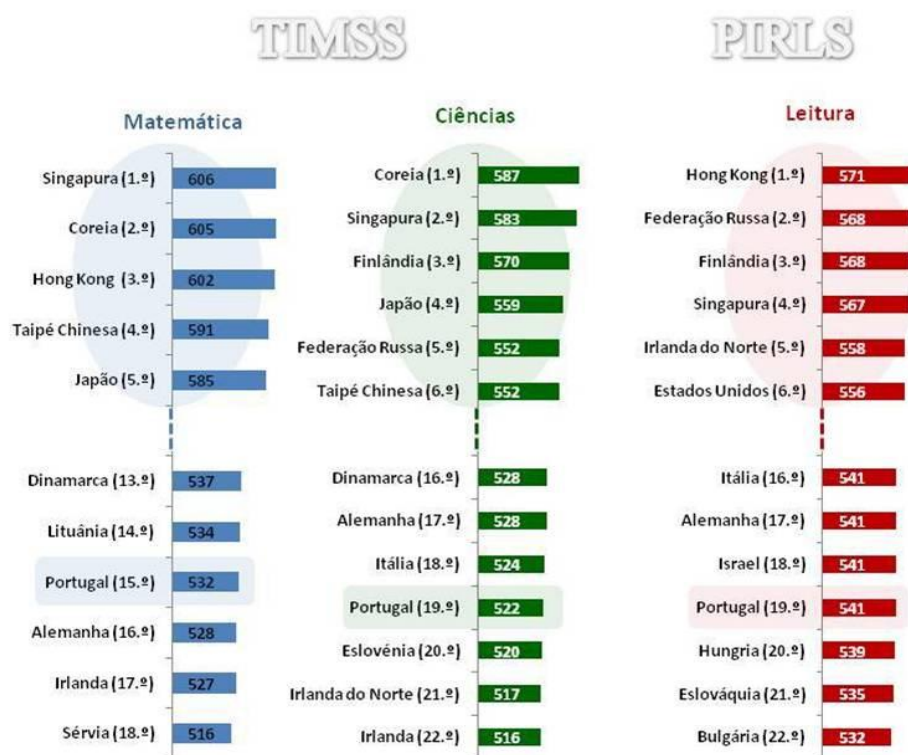 TIMSS
PIRLS
Matemática
Singapura (1.º) 606
Coreia (2.º) 605
Hong Kong (3.º) 602
Taipé Chinesa (4.º) 591
Japão (5.º) 585
Dinamarca (13.º) 537
Lituânia (14.º) 534
Portugal (15.º) 532
Alemanha (16.º) 528
Irlanda (17.º) 527
Sérvia (18.º) 516
Ciências
Coreia (1.º) 587
Singapura (2.º) 583
Finlândia (3.º) 570
Japão (4.º) 559
Federação Russa (5.º) 552
Taipé Chinesa (6.º) 552
Dinamarca (16.º) 528
Alemanha (17.º) 528
Itália (18.º) 524
Portugal (19.º) 522
Eslovénia (20.º) 520
Irlanda do Norte (21.º) 517
Irlanda (22.º) 516
Leitura
Hong Kong (1.º) 571
Federação Russa (2.º) 568
Finlândia (3.º) 568
Singapura (4.º) 567
Irlanda do Norte (5.º) 558
Estados Unidos (6.º) 556
Itália (16.º) 541
Alemanha (17.º) 541
Israel (18.º) 541
Portugal (19.º) 541
Hungria (20.º) 539
Eslováquia (21.º) 535
Bulgária (22.º) 532